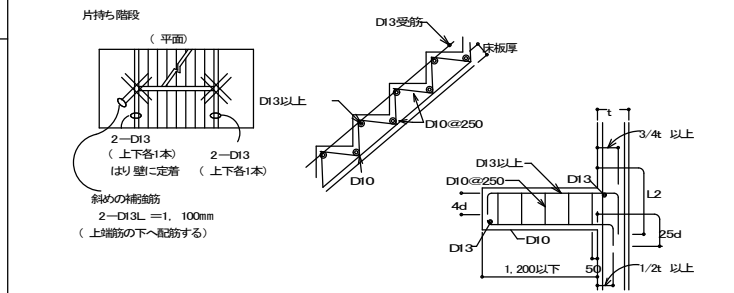 片持ち階段
( 平面)
2—D13
( 上下各1本)
はり壁に定着
2—D13
( 上下各1本)
斜めの補強筋
2—D13L =1, 100mm
( 上端筋の下へ配筋する)
D13受筋
床板厚
D13以上
D10@250
D10
t
3/4t 以上
D13以上
D10@250
D13
4d
L2
25d
D13
D10
1, 200以下
50
1/2t 以上